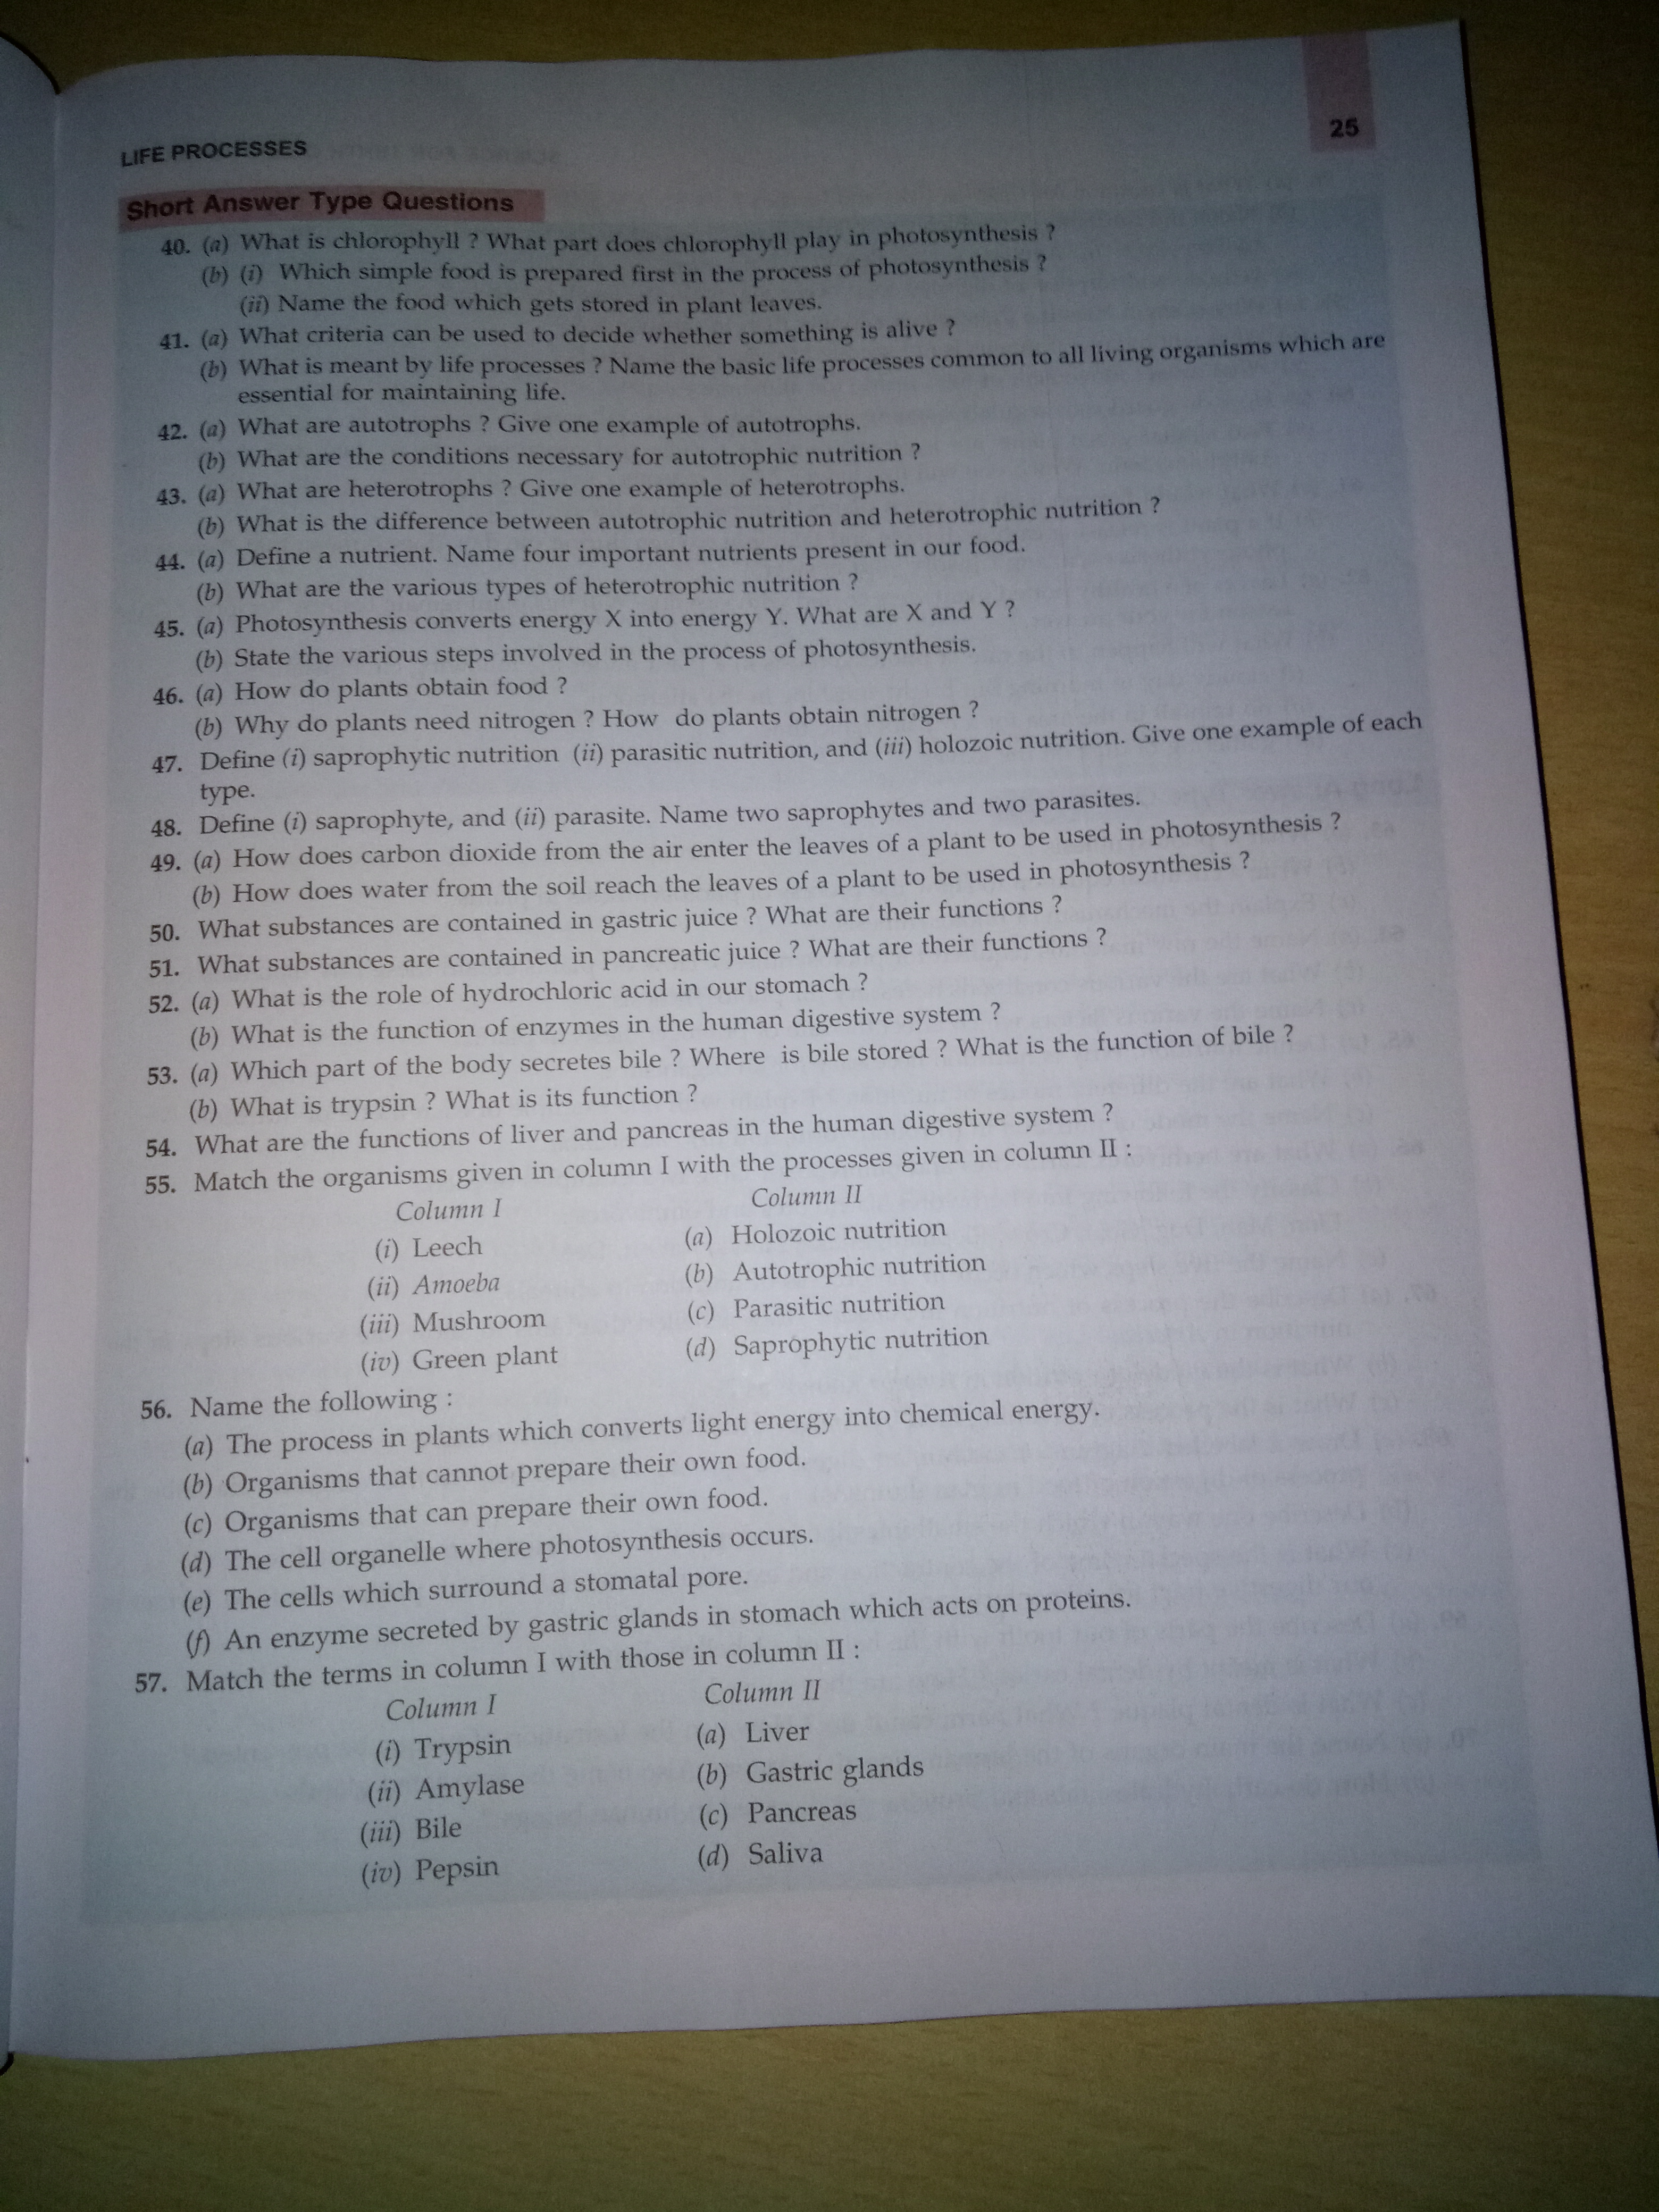 LIFE PROCESSES
25
Short Answer Type Questions
40. (a) What is chlorophyll ? What part does chlorophyll play in photosynthesis ?
(b) (i) Which simple food is prepared first in the process of photosynthesis ?
(ii) Name the food which gets stored in plant leaves.
41. (a) What criteria can be used to decide whether something is alive ?
(b) What is meant by life processes ? Name the basic life processes common to all living organisms which are
essential for maintaining life.
42. (a) What are autotrophs ? Give one example of autotrophs.
(b) What are the conditions necessary for autotrophic nutrition ?
43. (a) What are heterotrophs ? Give one example of heterotrophs.
(b) What is the difference between autotrophic nutrition and heterotrophic nutrition ?
44. (a) Define a nutrient. Name four important nutrients present in our food.
(b) What are the various types of heterotrophic nutrition ?
45. (a) Photosynthesis converts energy X into energy Y. What are X and Y ?
(b) State the various steps involved in the process of photosynthesis.
46. (a) How do plants obtain food ?
(b) Why do plants need nitrogen ? How do plants obtain nitrogen ?
47. Define (i) saprophytic nutrition (ii) parasitic nutrition, and (iii) holozoic nutrition. Give one example of each
type.
48. Define (i) saprophyte, and (ii) parasite. Name two saprophytes and two parasites.
49. (a) How does carbon dioxide from the air enter the leaves of a plant to be used in photosynthesis ?
(b) How does water from the soil reach the leaves of a plant to be used in photosynthesis ?
50. What substances are contained in gastric juice ? What are their functions ?
51. What substances are contained in pancreatic juice ? What are their functions ?
52. (a) What is the role of hydrochloric acid in our stomach ?
(b) What is the function of enzymes in the human digestive system ?
53. (a) Which part of the body secretes bile ? Where is bile stored ? What is the function of bile ?
(b) What is trypsin ? What is its function ?
54. What are the functions of liver and pancreas in the human digestive system ?
55. Match the organisms given in column I with the processes given in column II :
Column I Column II
(i) Leech (a) Holozoic nutrition
(ii) Amoeba (b) Autotrophic nutrition
(iii) Mushroom (c) Parasitic nutrition
(iv) Green plant (d) Saprophytic nutrition
56. Name the following :
(a) The process in plants which converts light energy into chemical energy.
(b) Organisms that cannot prepare their own food.
(c) Organisms that can prepare their own food.
(d) The cell organelle where photosynthesis occurs.
(e) The cells which surround a stomatal pore.
(f) An enzyme secreted by gastric glands in stomach which acts on proteins.
57. Match the terms in column I with those in column II :
Column I Column II
(i) Trypsin (a) Liver
(ii) Amylase (b) Gastric glands
(iii) Bile (c) Pancreas
(iv) Pepsin (d) Saliva